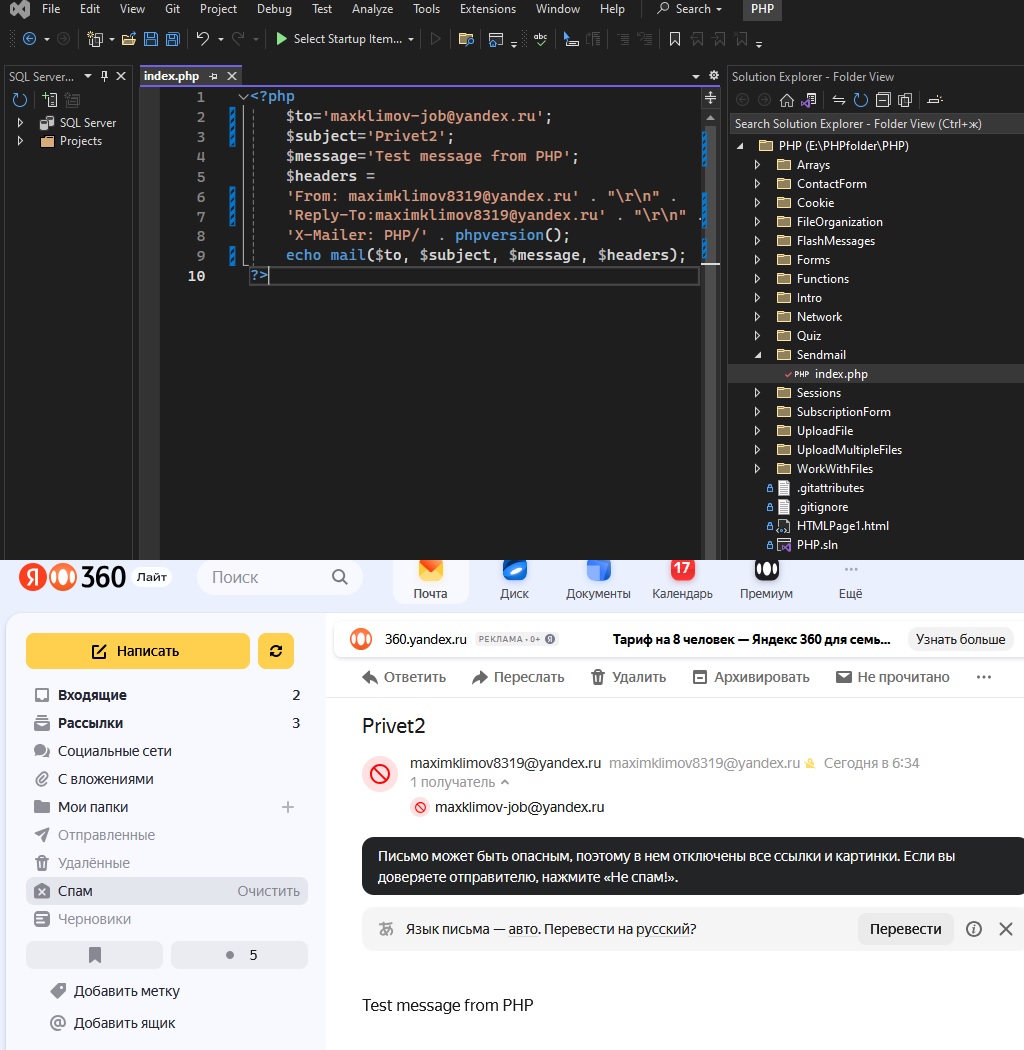 File Edit View Git Project Debug Test Analyze Tools Extensions Window Help Search PHP
Select Startup Item...
SQL Server...
SQL Server
Projects
index.php
1 <?php
2 $to='maxklimov-job@yandex.ru';
3 $subject='Privet2';
4 $message='Test message from PHP';
5 $headers =
6 'From: maximklimov8319@yandex.ru' . "\r\n" .
7 'Reply-To:maximklimov8319@yandex.ru' . "\r\n" .
8 'X-Mailer: PHP/' . phpversion();
9 echo mail($to, $subject, $message, $headers);
10 ?>
Solution Explorer - Folder View
Search Solution Explorer - Folder View (Ctrl+ж)
PHP (E:\PHPfolder\PHP)
Arrays
ContactForm
Cookie
FileOrganization
FlashMessages
Forms
Functions
Intro
Network
Quiz
Sendmail
PHP index.php
Sessions
SubscriptionForm
UploadFile
UploadMultipleFiles
WorkWithFiles
.gitattributes
.gitignore
HTMLPage1.html
PHP.sln
Я 360 Лайт
Поиск
Почта
Диск
Документы
17
Календарь
Премиум
Ещё
Написать
Входящие 2
Рассылки 3
Социальные сети
С вложениями
Мои папки
Отправленные
Удалённые
Спам Очистить
Черновики
5
Добавить метку
Добавить ящик
360.yandex.ru РЕКЛАМА • 0+ Тариф на 8 человек — Яндекс 360 для семь... Узнать больше
Ответить Переслать Удалить Архивировать Не прочитано
Privet2
maximklimov8319@yandex.ru maximklimov8319@yandex.ru Сегодня в 6:34
1 получатель
maxklimov-job@yandex.ru
Письмо может быть опасным, поэтому в нем отключены все ссылки и картинки. Если вы
доверяете отправителю, нажмите «Не спам!».
Язык письма — авто. Перевести на русский? Перевести
Test message from PHP